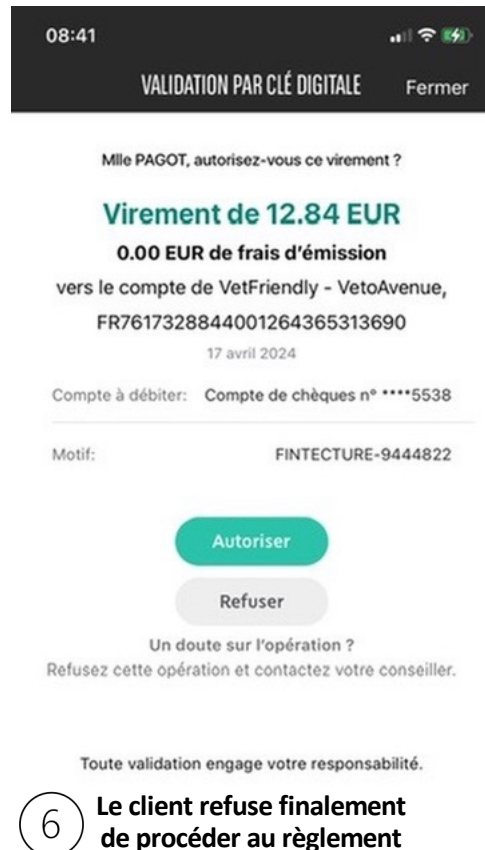 08:41
VALIDATION PAR CLÉ DIGITALE Fermer
Mlle PAGOT, autorisez-vous ce virement ?
Virement de 12.84 EUR
0.00 EUR de frais d'émission
vers le compte de VetFriendly - VetoAvenue,
FR7617328844001264365313690
17 avril 2024
Compte à débiter: Compte de chèques n° ****5538
Motif: FINTECTURE-9444822
Autoriser
Refuser
Un doute sur l'opération ?
Refusez cette opération et contactez votre conseiller.
Toute validation engage votre responsabilité.
6 Le client refuse finalement
de procéder au règlement